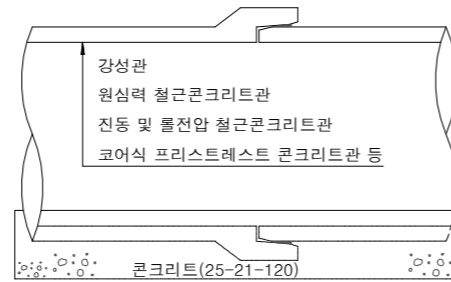 강성관
원심력 철근콘크리트관
진동 및 롤전압 철근콘크리트관
코어식 프리스트레스트 콘크리트관 등
콘크리트(25-21-120)